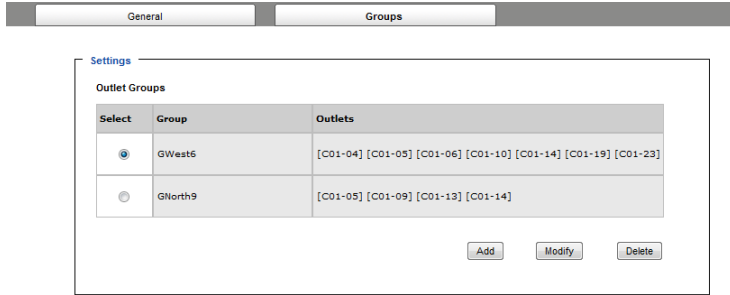 General Groups
Settings
Outlet Groups
Select Group Outlets
GWest6 [C01-04] [C01-05] [C01-06] [C01-10] [C01-14] [C01-19] [C01-23]
GNorth9 [C01-05] [C01-09] [C01-13] [C01-14]
Add Modify Delete